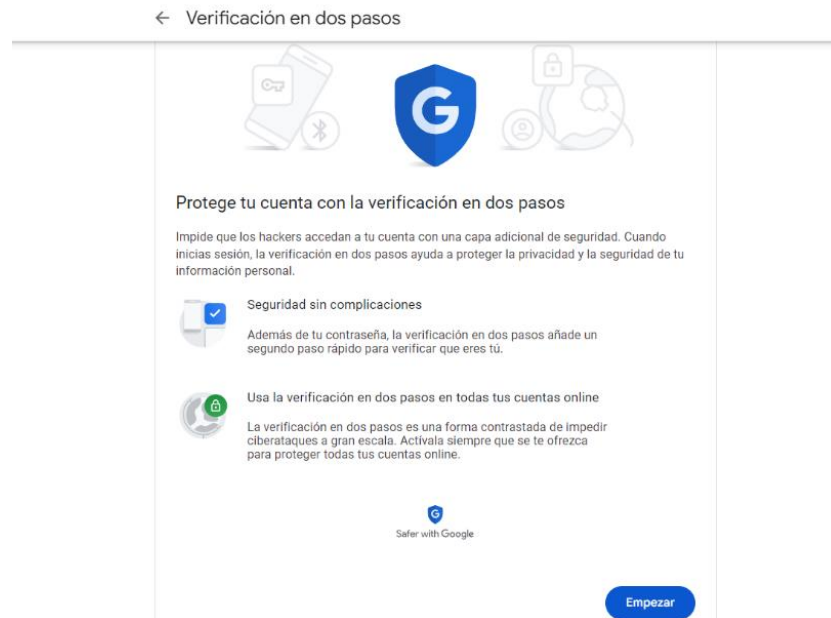 ← Verificación en dos pasos
G
Protege tu cuenta con la verificación en dos pasos
Impide que los hackers accedan a tu cuenta con una capa adicional de seguridad. Cuando
inicias sesión, la verificación en dos pasos ayuda a proteger la privacidad y la seguridad de tu
información personal.
Seguridad sin complicaciones
Además de tu contraseña, la verificación en dos pasos añade un
segundo paso rápido para verificar que eres tú.
Usa la verificación en dos pasos en todas tus cuentas online
La verificación en dos pasos es una forma contrastada de impedir
ciberataques a gran escala. Actívala siempre que se te ofrezca
para proteger todas tus cuentas online.
G
Safer with Google
Empezar